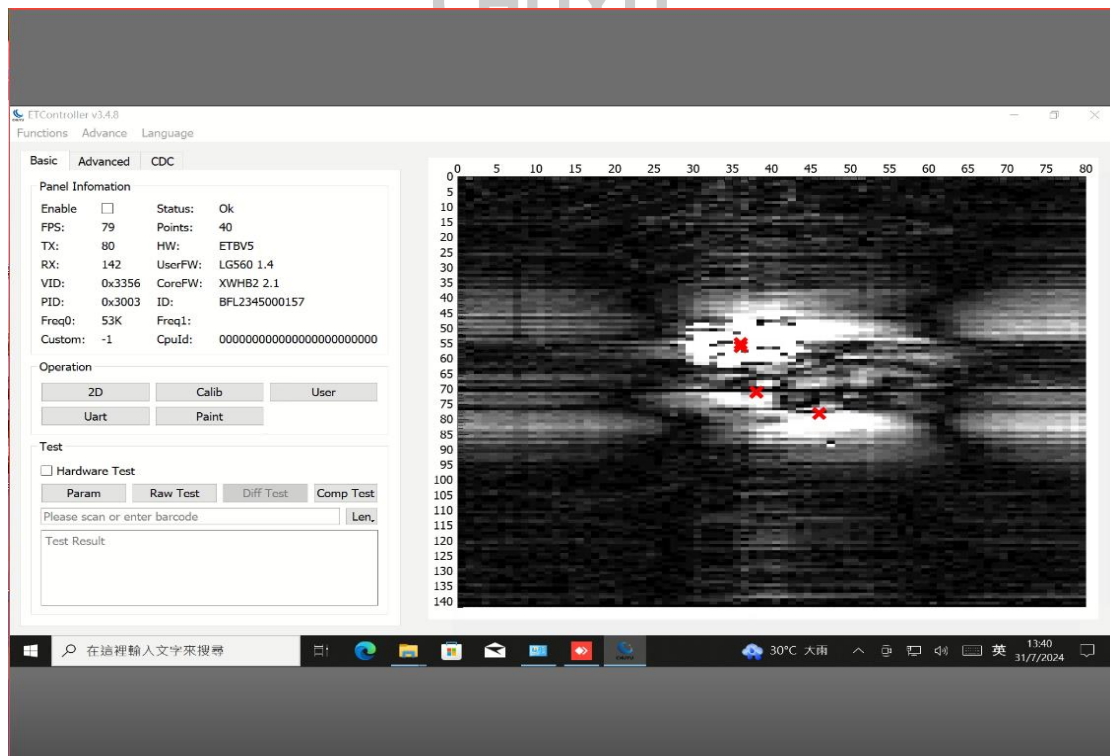 CHUXU
ETController v3.4.8
Functions Advance Language
Basic Advanced CDC
Panel Infomation
Enable Status: Ok
FPS: 79 Points: 40
TX: 80 HW: ETBV5
RX: 142 UserFW: LG560 1.4
VID: 0x3356 CoreFW: XWHB2 2.1
PID: 0x3003 ID: BFL2345000157
Freq0: 53K Freq1:
Custom: -1 CpuId: 000000000000000000000000
Operation
2D Calib User
Uart Paint
Test
Hardware Test
Param Raw Test Diff Test Comp Test
Please scan or enter barcode Len.
Test Result
0 5 10 15 20 25 30 35 40 45 50 55 60 65 70 75 80
0
5
10
15
20
25
30
35
40
45
50
55
60
65
70
75
80
85
90
95
100
105
110
115
120
125
130
135
140
在這裡輸入文字來搜尋
30°C 大雨
英
13:40
31/7/2024